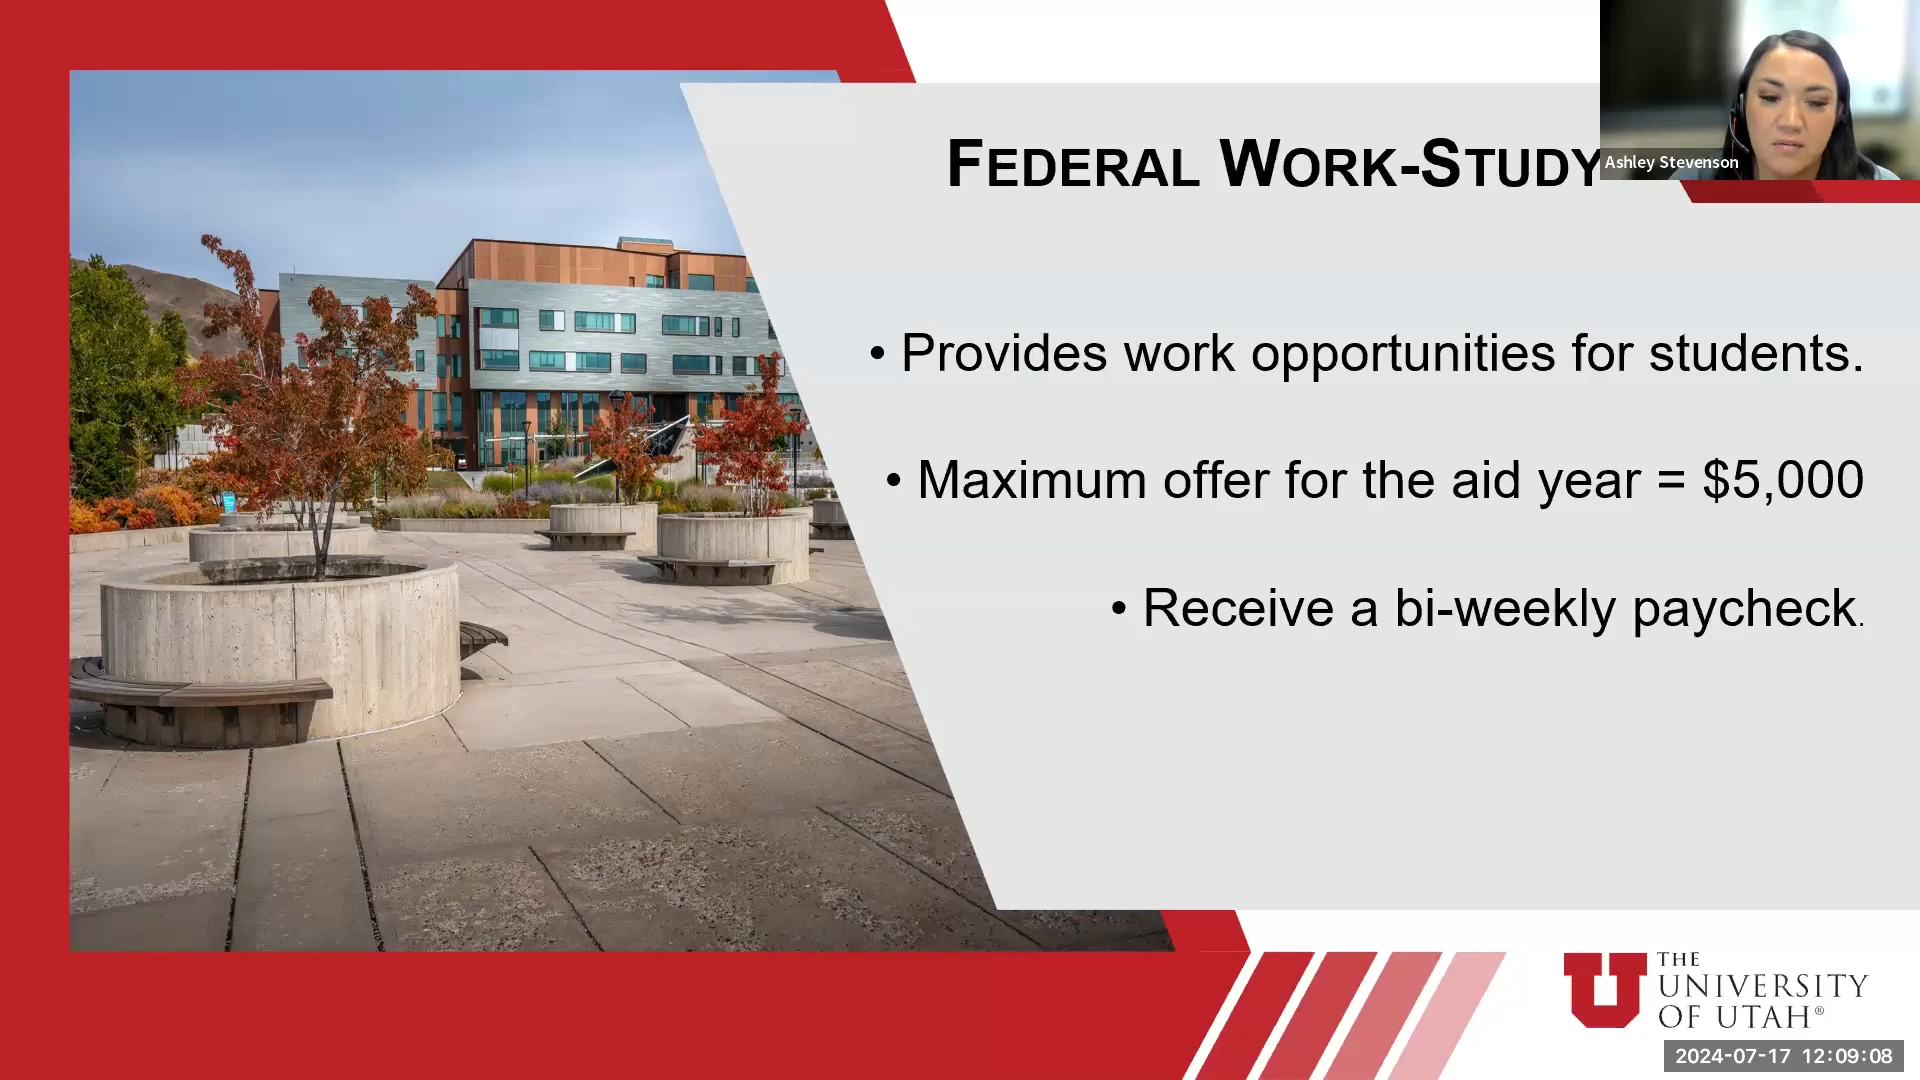 FEDERAL WORK-STUDY
Ashley Stevenson
• Provides work opportunities for students.
• Maximum offer for the aid year = $5,000
• Receive a bi-weekly paycheck.
THE
UNIVERSITY
OF UTAH®
2024-07-17 12:09:08